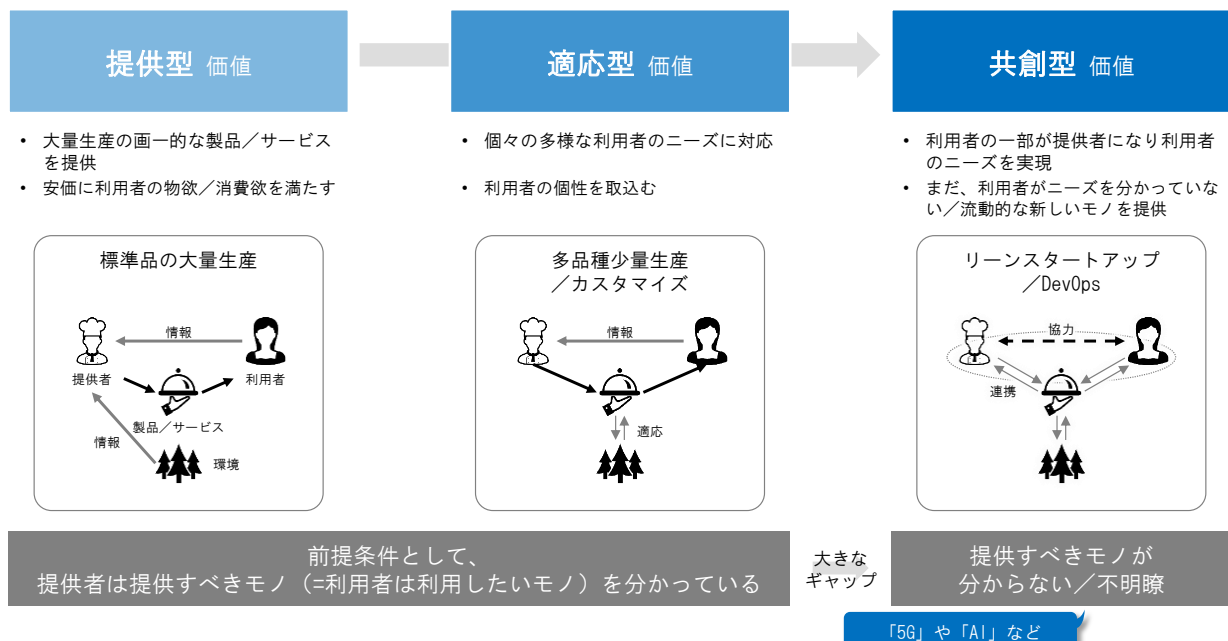 提供型 価値
適応型 価値
共創型 価値
• 大量生産の画一的な製品／サービス
を提供
• 安価に利用者の物欲／消費欲を満たす
• 個々の多様な利用者のニーズに対応
• 利用者の個性を取込む
• 利用者の一部が提供者になり利用者
のニーズを実現
• まだ、利用者がニーズを分かっていな
い／流動的な新しいモノを提供
標準品の大量生産
情報
提供者
利用者
製品／サービス
情報
環境
多品種少量生産
／カスタマイズ
情報
適応
リーンスタートアップ
／DevOps
協力
連携
前提条件として、
提供者は提供すべきモノ（=利用者は利用したいモノ）を分かっている
大きな
ギャップ
提供すべきモノが
分からない／不明瞭
「5G」や「AI」など